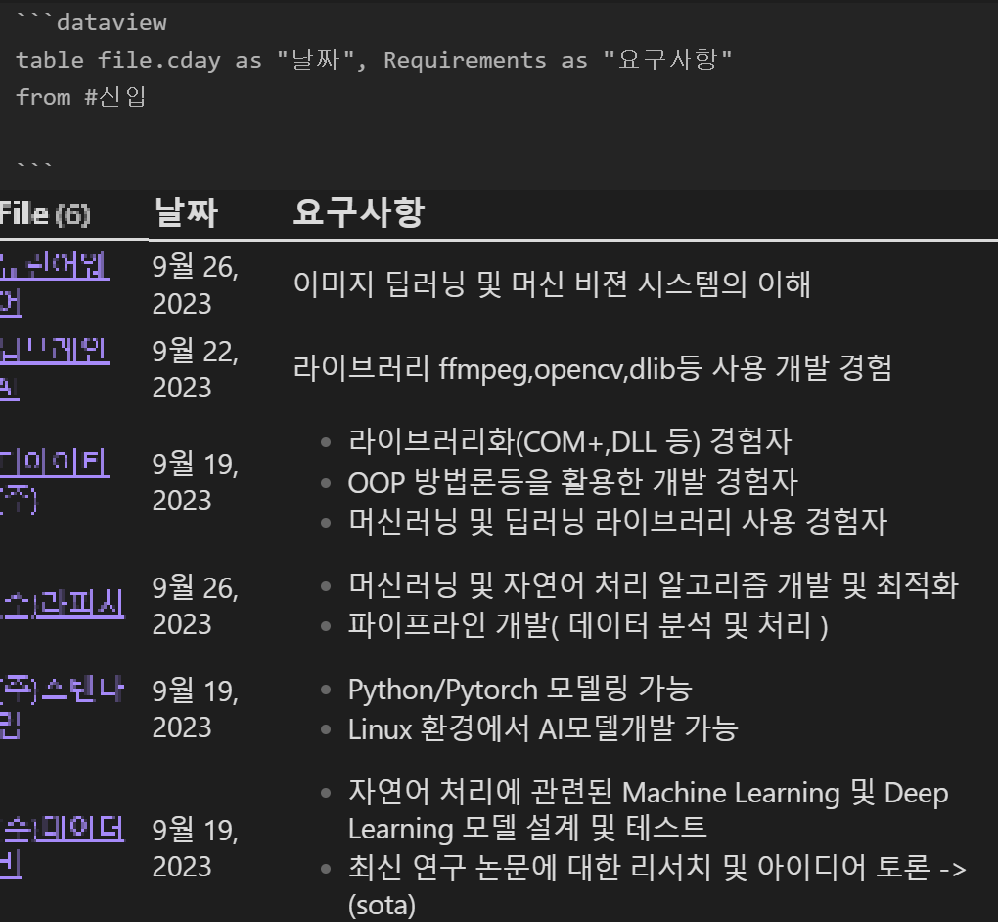 ```dataview
table file.cday as "날짜", Requirements as "요구사항"
from #신입
```
File (6) 날짜 요구사항
9월 26,
2023
이미지 딥러닝 및 머신 비젼 시스템의 이해
9월 22,
2023
라이브러리 ffmpeg,opencv,dlib등 사용 개발 경험
(주)
9월 19,
2023
• 라이브러리화(COM+,DLL 등) 경험자
• OOP 방법론등을 활용한 개발 경험자
• 머신러닝 및 딥러닝 라이브러리 사용 경험자
9월 26,
2023
• 머신러닝 및 자연어 처리 알고리즘 개발 및 최적화
• 파이프라인 개발( 데이터 분석 및 처리 )
(주)
9월 19,
2023
• Python/Pytorch 모델링 가능
• Linux 환경에서 AI모델개발 가능
9월 19,
2023
• 자연어 처리에 관련된 Machine Learning 및 Deep
Learning 모델 설계 및 테스트
• 최신 연구 논문에 대한 리서치 및 아이디어 토론 ->
(sota)